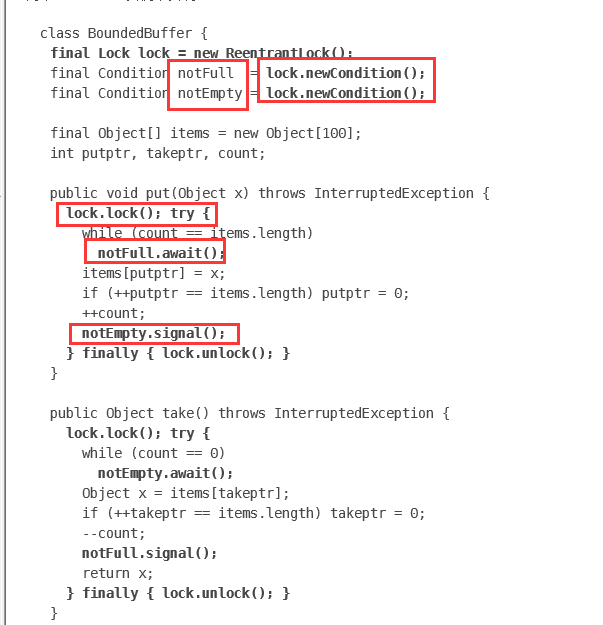 class BoundedBuffer {
final Lock lock = new ReentrantLock();
final Condition notFull = lock.newCondition();
final Condition notEmpty = lock.newCondition();
final Object[] items = new Object[100];
int putptr, takeptr, count;
public void put(Object x) throws InterruptedException {
lock.lock(); try {
while (count == items.length)
notFull.await();
items[putptr] = x;
if (++putptr == items.length) putptr = 0;
++count;
notEmpty.signal();
} finally { lock.unlock(); }
}
public Object take() throws InterruptedException {
lock.lock(); try {
while (count == 0)
notEmpty.await();
Object x = items[takeptr];
if (++takeptr == items.length) takeptr = 0;
--count;
notFull.signal();
return x;
} finally { lock.unlock(); }
}